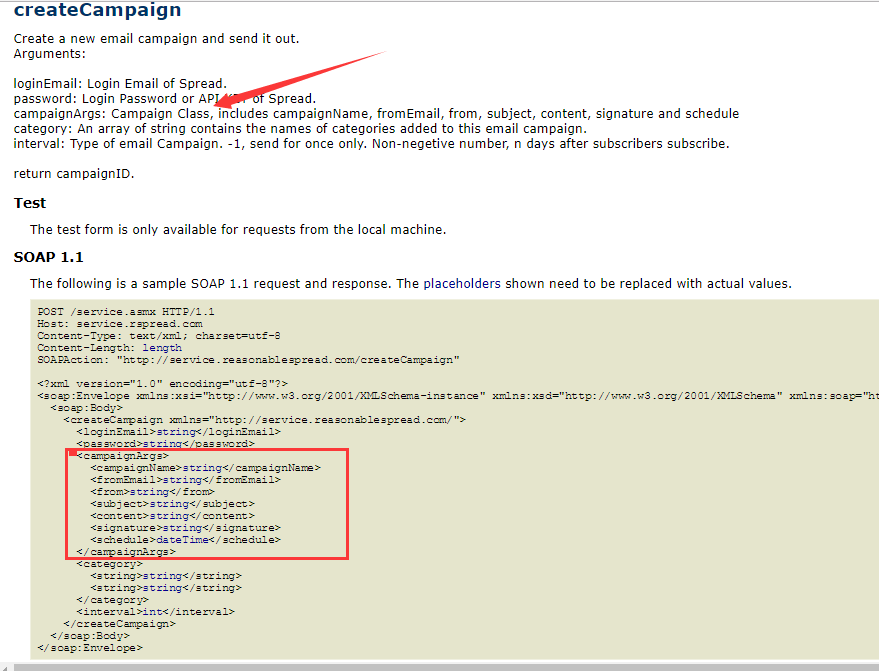 createCampaign
Create a new email campaign and send it out.
Arguments:
loginEmail: Login Email of Spread.
password: Login Password or API KEY of Spread.
campaignArgs: Campaign Class, includes campaignName, fromEmail, from, subject, content, signature and schedule
category: An array of string contains the names of categories added to this email campaign.
interval: Type of email Campaign. -1, send for once only. Non-negetive number, n days after subscribers subscribe.
return campaignID.
Test
The test form is only available for requests from the local machine.
SOAP 1.1
The following is a sample SOAP 1.1 request and response. The placeholders shown need to be replaced with actual values.
POST /service.asmx HTTP/1.1
Host: service.rspread.com
Content-Type: text/xml; charset=utf-8
Content-Length: length
SOAPAction: "http://service.reasonablespread.com/createCampaign"
<?xml version="1.0" encoding="utf-8"?>
<soap:Envelope xmlns:xsi="http://www.w3.org/2001/XMLSchema-instance" xmlns:xsd="http://www.w3.org/2001/XMLSchema" xmlns:soap="ht
<soap:Body>
<createCampaign xmlns="http://service.reasonablespread.com/">
<loginEmail>string</loginEmail>
<password>string</password>
<campaignArgs>
<campaignName>string</campaignName>
<fromEmail>string</fromEmail>
<from>string</from>
<subject>string</subject>
<content>string</content>
<signature>string</signature>
<schedule>dateTime</schedule>
</campaignArgs>
<category>
<string>string</string>
<string>string</string>
</category>
<interval>int</interval>
</createCampaign>
</soap:Body>
</soap:Envelope>